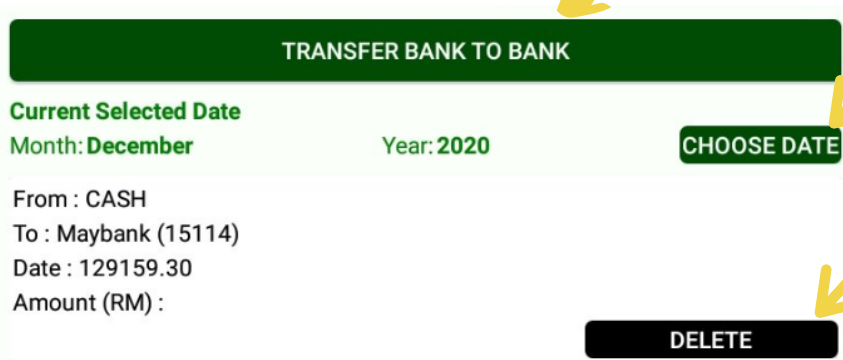 TRANSFER BANK TO BANK
Current Selected Date
Month: December Year: 2020 CHOOSE DATE
From : CASH
To : Maybank (15114)
Date : 129159.30
Amount (RM) :
DELETE